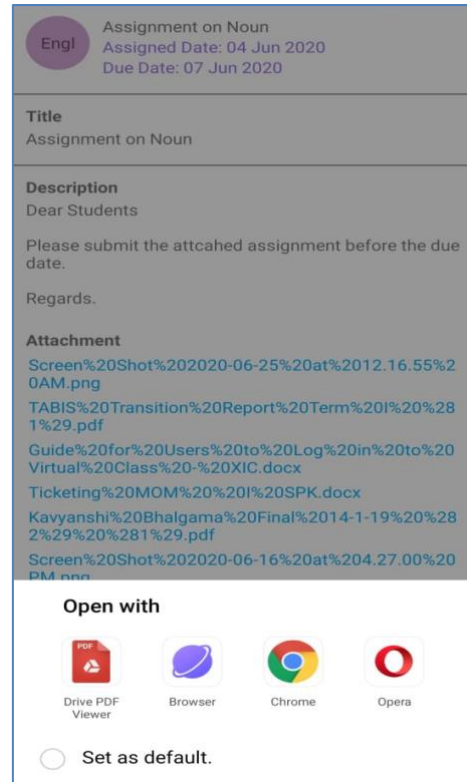 Engl
Assignment on Noun
Assigned Date: 04 Jun 2020
Due Date: 07 Jun 2020
Title
Assignment on Noun
Description
Dear Students
Please submit the attcahed assignment before the due
date.
Regards.
Attachment
Screen%20Shot%202020-06-25%20at%2012.16.55%2
0AM.png
TABIS%20Transition%20Report%20Term%20I%20%28
1%29.pdf
Guide%20for%20Users%20to%20Log%20in%20to%20
Virtual%20Class%20-%20XIC.docx
Ticketing%20MOM%20%20I%20SPK.docx
Kavyanshi%20Bhalgama%20Final%2014-1-19%20%28
2%29%20%281%29.pdf
Screen%20Shot%202020-06-16%20at%204.27.00%20
PM.png
Open with
PDF
Drive PDF
Viewer
Browser
Chrome
Opera
Set as default.